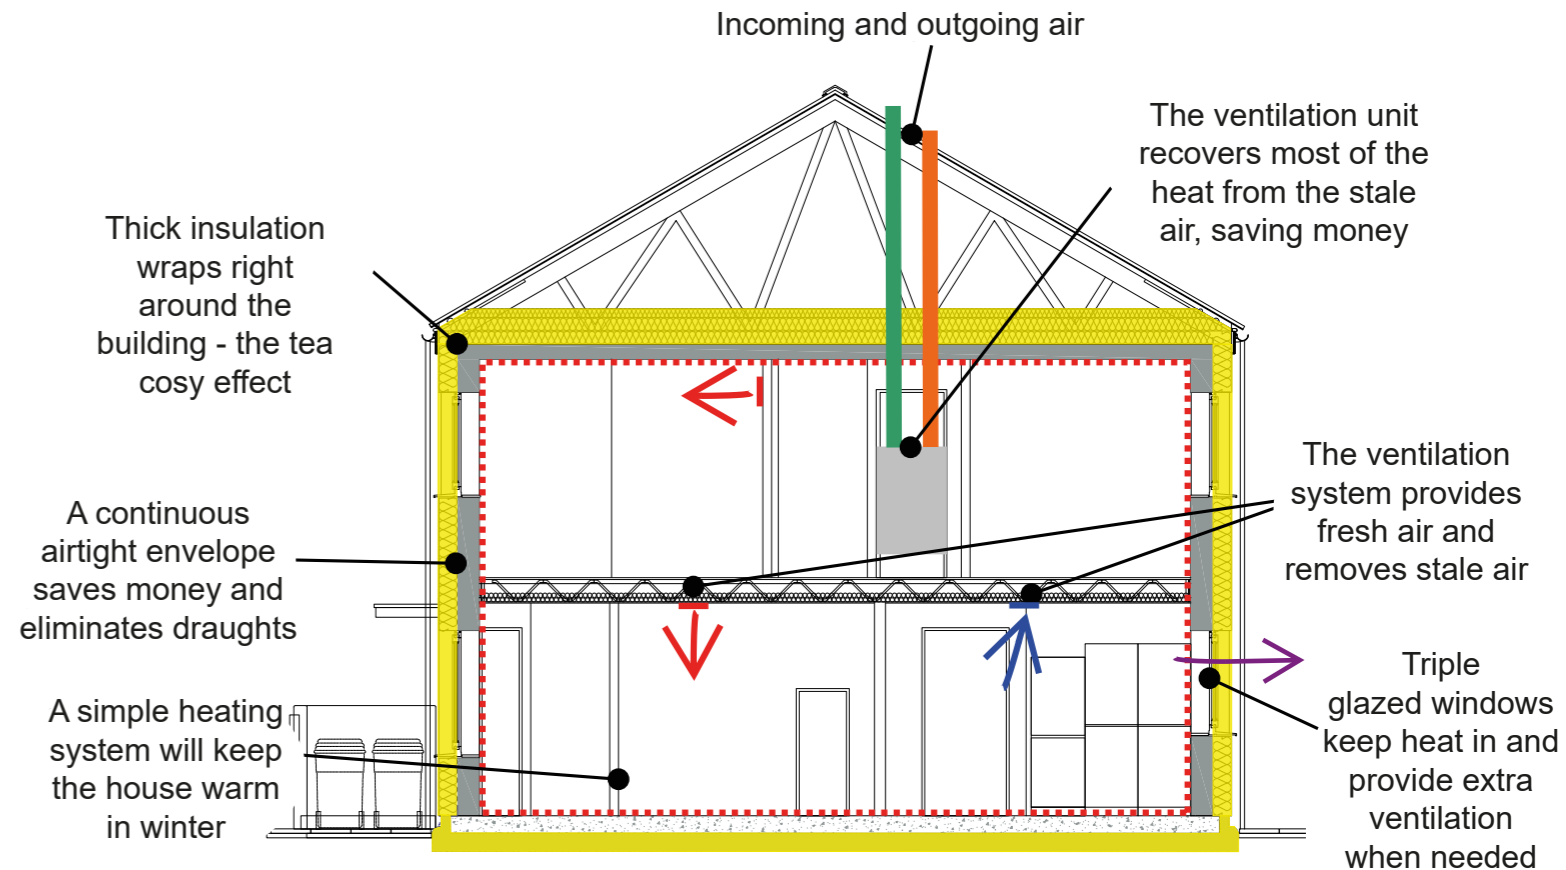 Incoming and outgoing air
The ventilation unit
recovers most of the
heat from the stale
air, saving money
Thick insulation
wraps right
around the
building - the tea
cosy effect
The ventilation
system provides
fresh air and
removes stale air
A continuous
airtight envelope
saves money and
eliminates draughts
Triple
glazed windows
keep heat in and
provide extra
ventilation
when needed
A simple heating
system will keep
the house warm
in winter